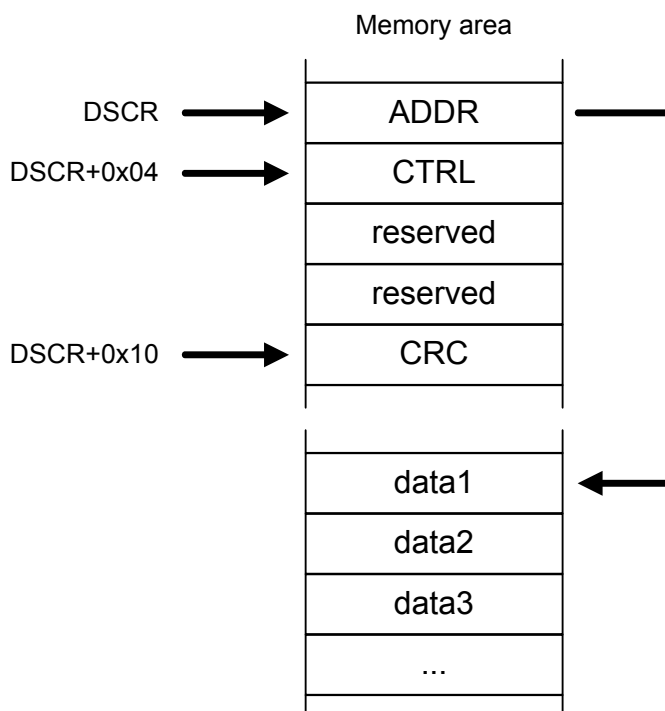 Memory area
DSCR
ADDR
DSCR+0x04
CTRL
reserved
reserved
DSCR+0x10
CRC
data1
data2
data3
...